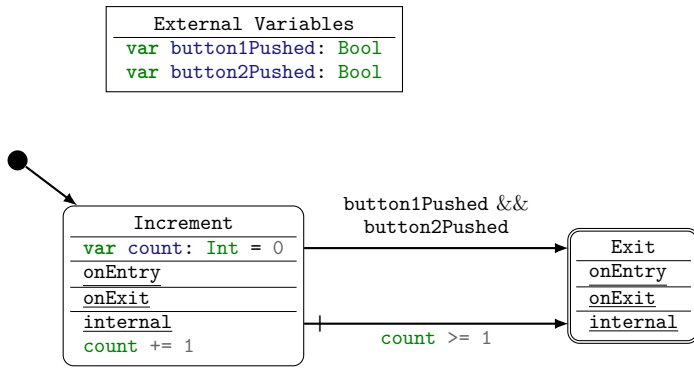 External Variables
var button1Pushed: Bool
var button2Pushed: Bool
button1Pushed &&
button2Pushed
Increment
var count: Int = 0
onEntry
onExit
internal
count += 1
count >= 1
Exit
onEntry
onExit
internal